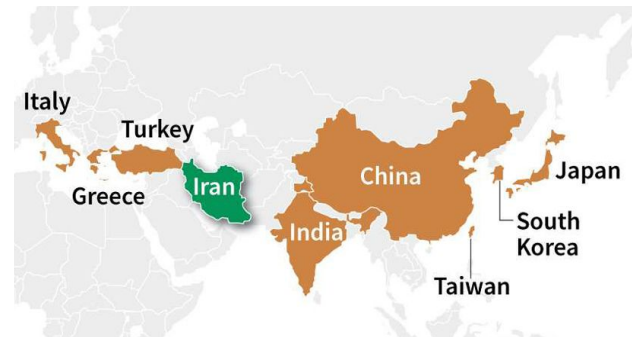 Italy
Turkey
Greece
Iran
China
India
Japan
South
Korea
Taiwan